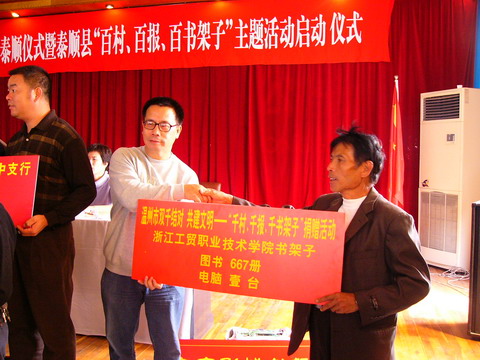 泰顺仪式暨泰顺县“百村、百报、百书架子”主题活动启动仪式
中支行
温州市双千结对 共建文明——“千村、千报、千书架子”捐赠活动
浙江工贸职业技术学院书架子
图书 667册
电脑 壹台